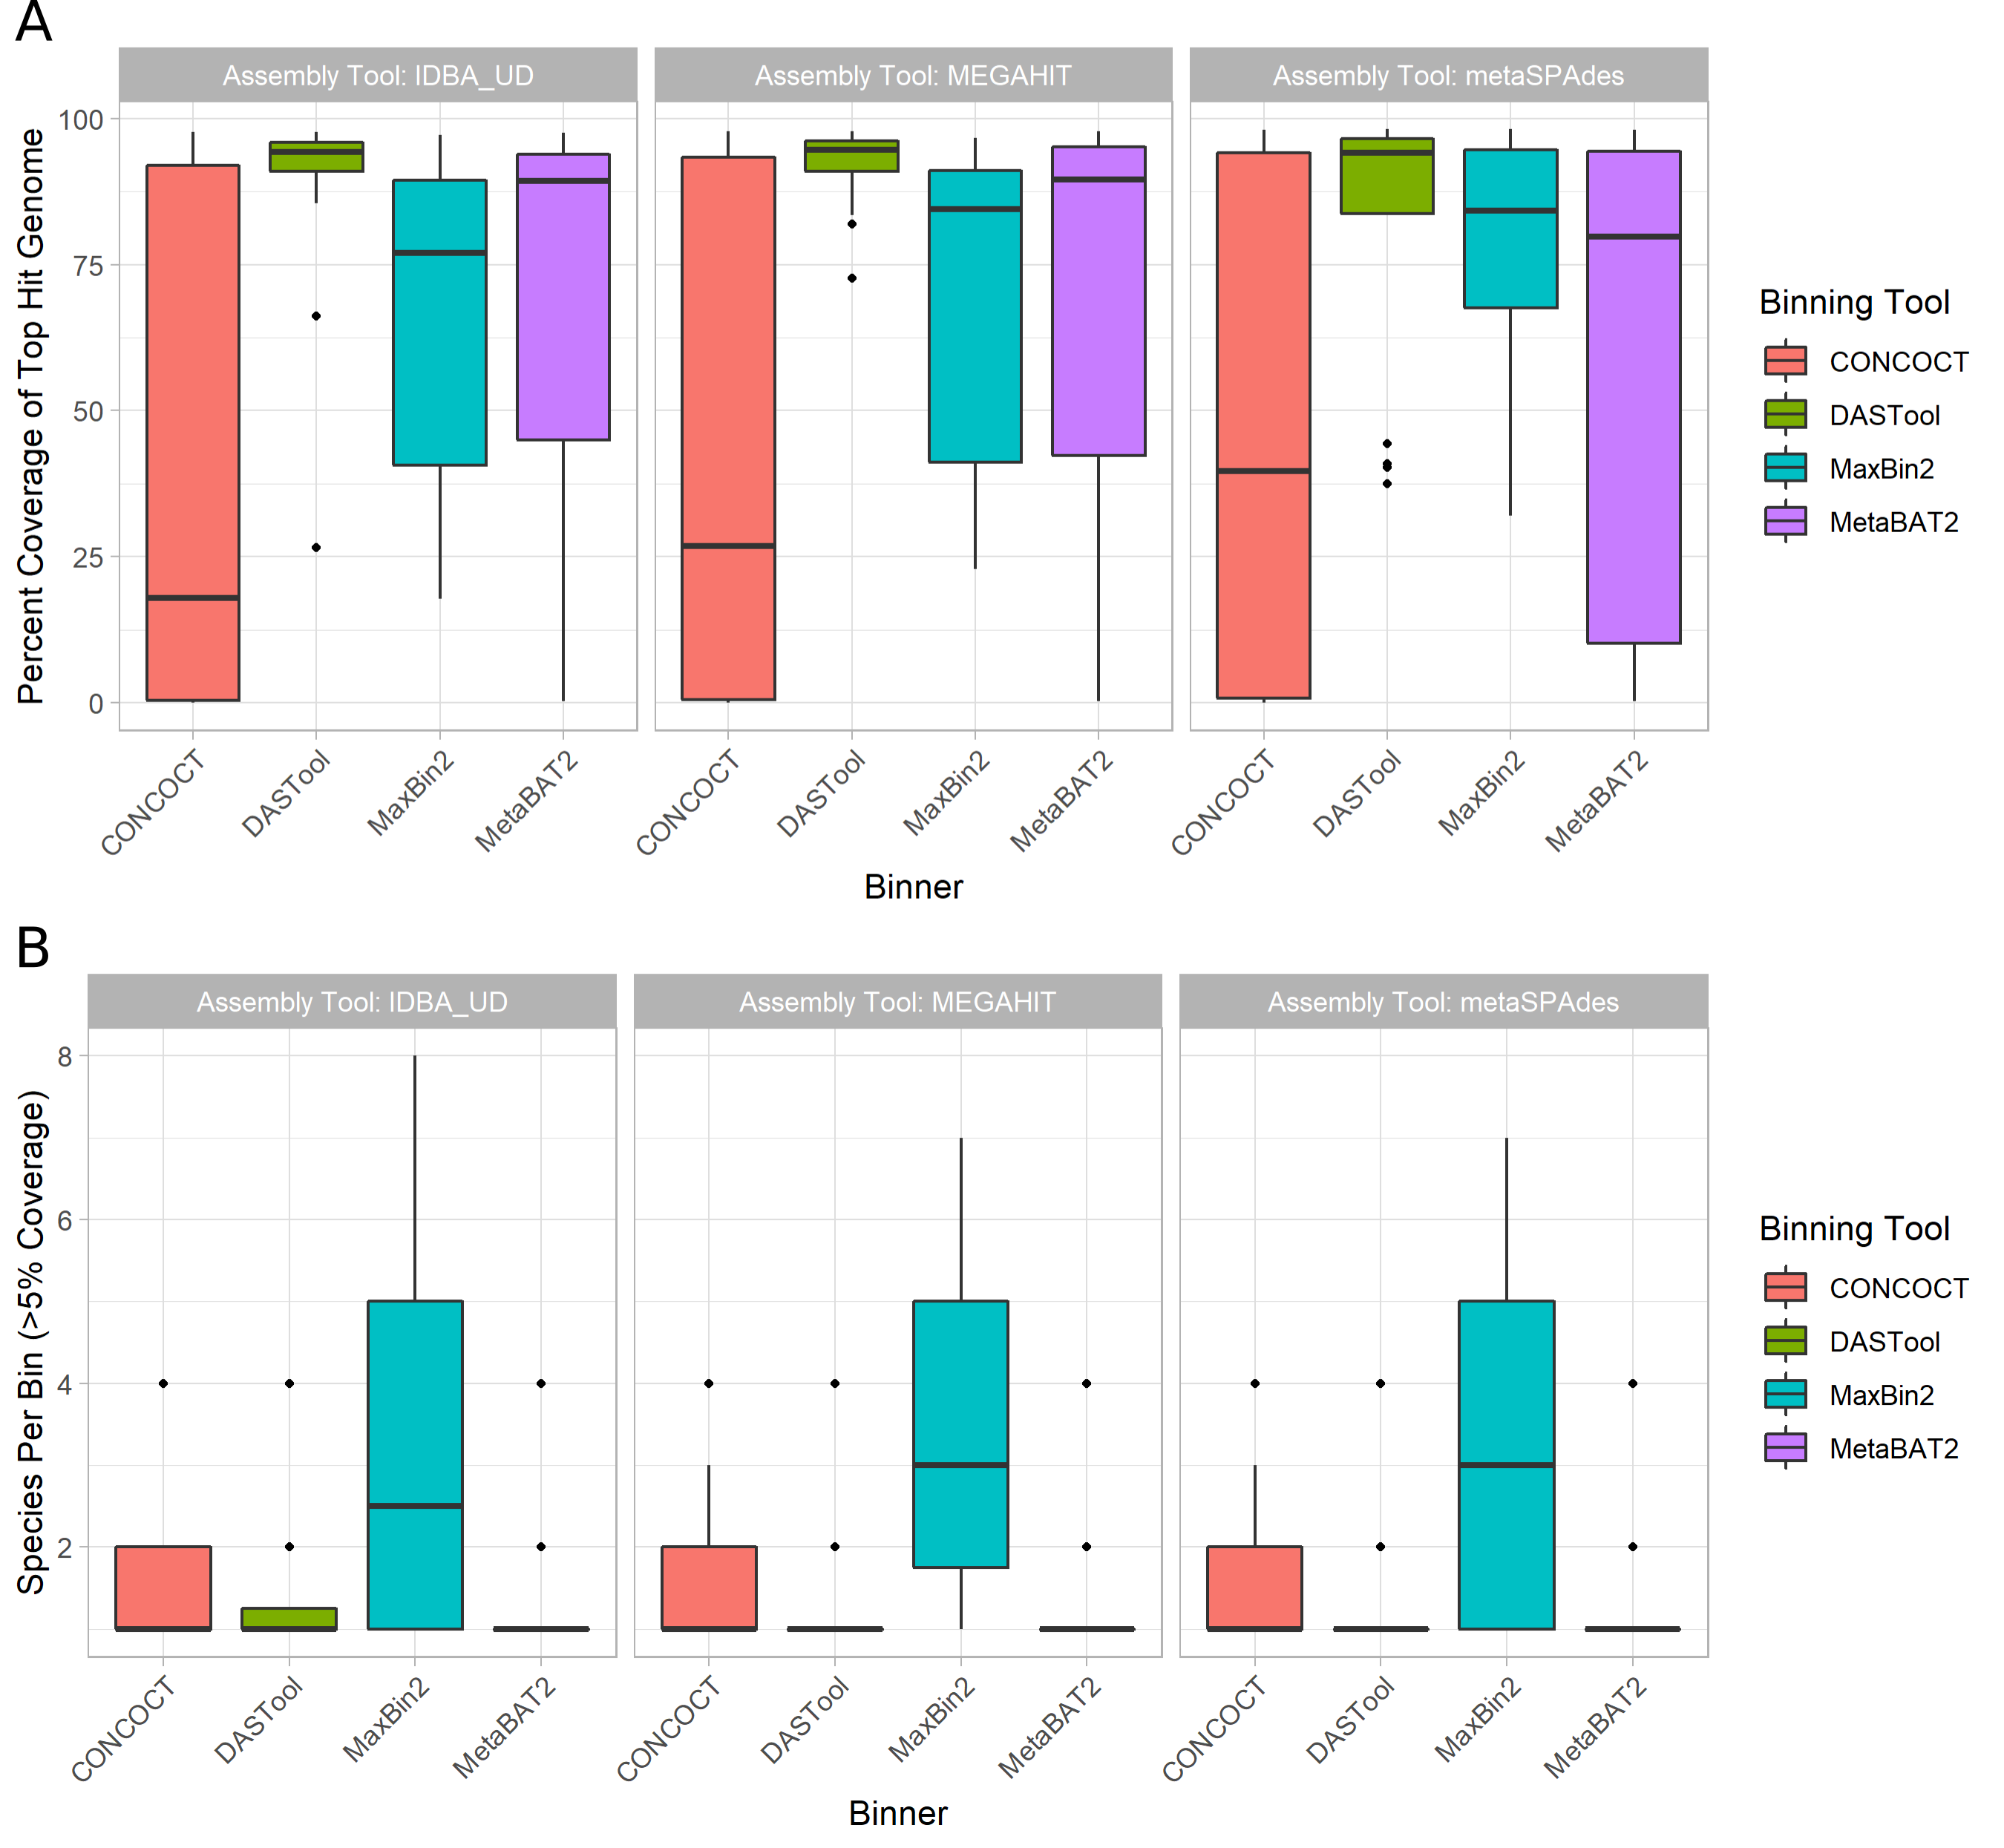 A
Assembly Tool: IDBA_UD
Assembly Tool: MEGAHIT
Assembly Tool: metaSPAdes
Percent Coverage of Top Hit Genome
100
75
50
25
0
CONCOCT
DASTool
MaxBin2
MetaBAT2
CONCOCT
DASTool
MaxBin2
MetaBAT2
CONCOCT
DASTool
MaxBin2
MetaBAT2
Binner
Binning Tool
CONCOCT
DASTool
MaxBin2
MetaBAT2
B
Assembly Tool: IDBA_UD
Assembly Tool: MEGAHIT
Assembly Tool: metaSPAdes
Species Per Bin (>5% Coverage)
8
6
4
2
CONCOCT
DASTool
MaxBin2
MetaBAT2
CONCOCT
DASTool
MaxBin2
MetaBAT2
CONCOCT
DASTool
MaxBin2
MetaBAT2
Binner
Binning Tool
CONCOCT
DASTool
MaxBin2
MetaBAT2